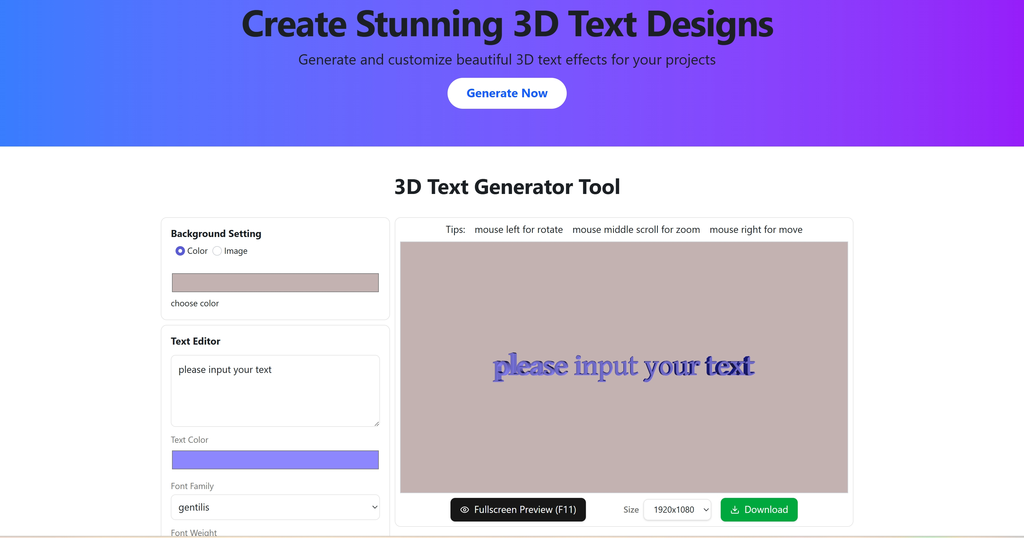 Create Stunning 3D Text Designs
Generate and customize beautiful 3D text effects for your projects
Generate Now
3D Text Generator Tool
Background Setting
Color Image
choose color
Text Editor
please input your text
Text Color
Font Family
gentilis
Font Weight
Tips: mouse left for rotate mouse middle scroll for zoom mouse right for move
please input your text
Fullscreen Preview (F11) Size 1920x1080 Download